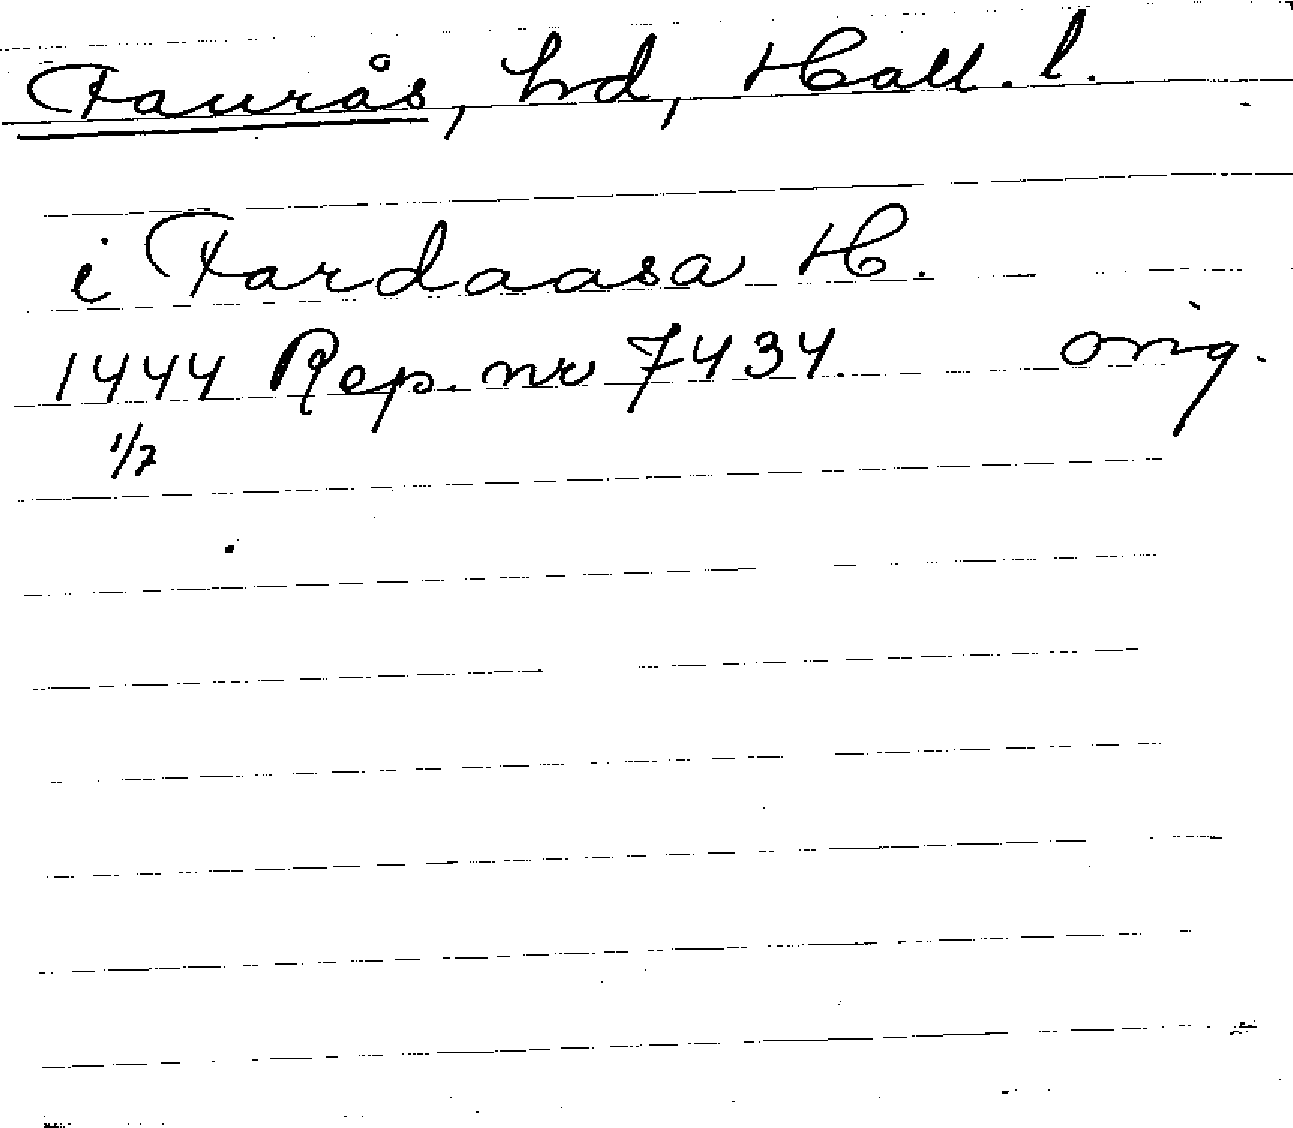 Faurås, hd, Hall. l.
i Fardaasa H.
1444 Rep. nr 7434. orig.
1/7